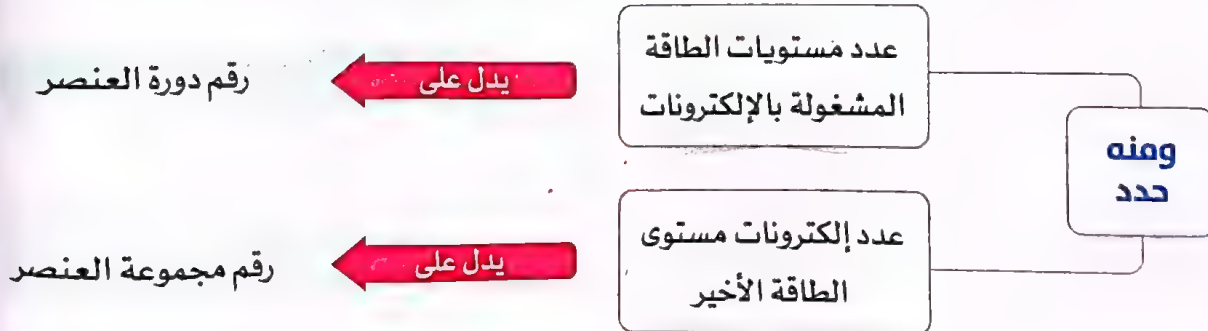 ومنه
حدد
عدد مستويات الطاقة
المشغولة بالإلكترونات
يدل على
رقم دورة العنصر
عدد إلكترونات مستوى
الطاقة الأخير
يدل على
رقم مجموعة العنصر